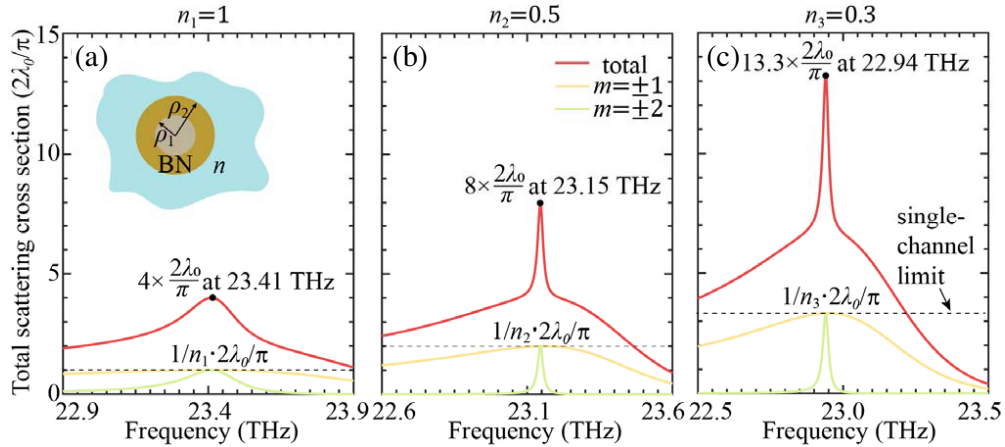 n₁=1
n₂=0.5
n₃=0.3
Total scattering cross section (2λ₀/π)
15
10
5
0
(a)
ρ₂
ρ₁
BN
n
4×2λ₀/π at 23.41 THz
1/n₁·2λ₀/π
22.9
23.4
23.9
Frequency (THz)
(b)
total
m=±1
m=±2
8×2λ₀/π at 23.15 THz
1/n₂·2λ₀/π
22.6
23.1
23.6
Frequency (THz)
(c)
13.3×2λ₀/π at 22.94 THz
single-
channel
limit
1/n₃·2λ₀/π
22.5
23.0
23.5
Frequency (THz)